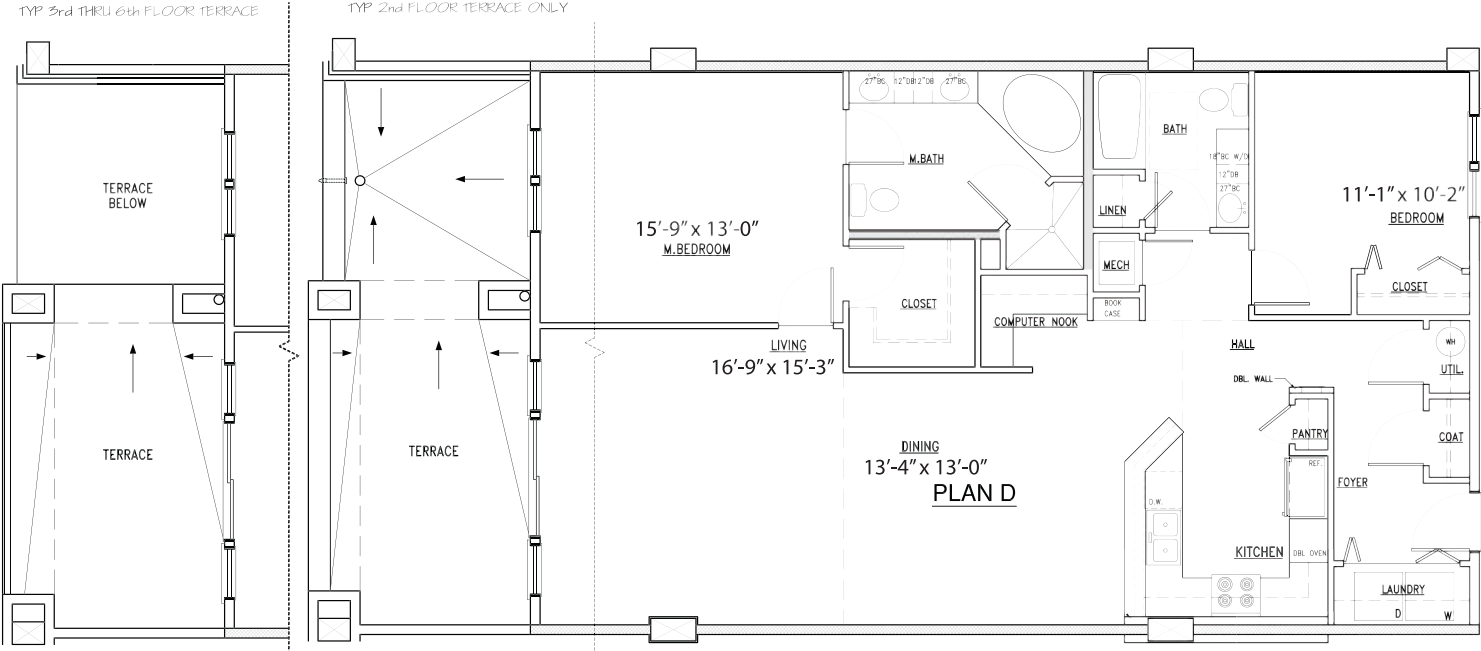 TYP 3rd THRU 6th FLOOR TERRACE
TYP 2nd FLOOR TERRACE ONLY
27"BC 12"DB 12"DB 27"BC
TERRACE
BELOW
M.BATH
BATH
18"BC W/D
12"DB
27"BC
LINEN
11'-1" x 10'-2"
BEDROOM
15'-9" x 13'-0"
M.BEDROOM
MECH
CLOSET
CLOSET
BOOK
CASE
COMPUTER NOOK
LIVING
16'-9" x 15'-3"
HALL
WH
UTIL.
DBL. WALL
PANTRY
COAT
TERRACE
TERRACE
DINING
13'-4" x 13'-0"
PLAN D
REF.
FOYER
D.W.
KITCHEN
DBL OVEN
LAUNDRY
D
W